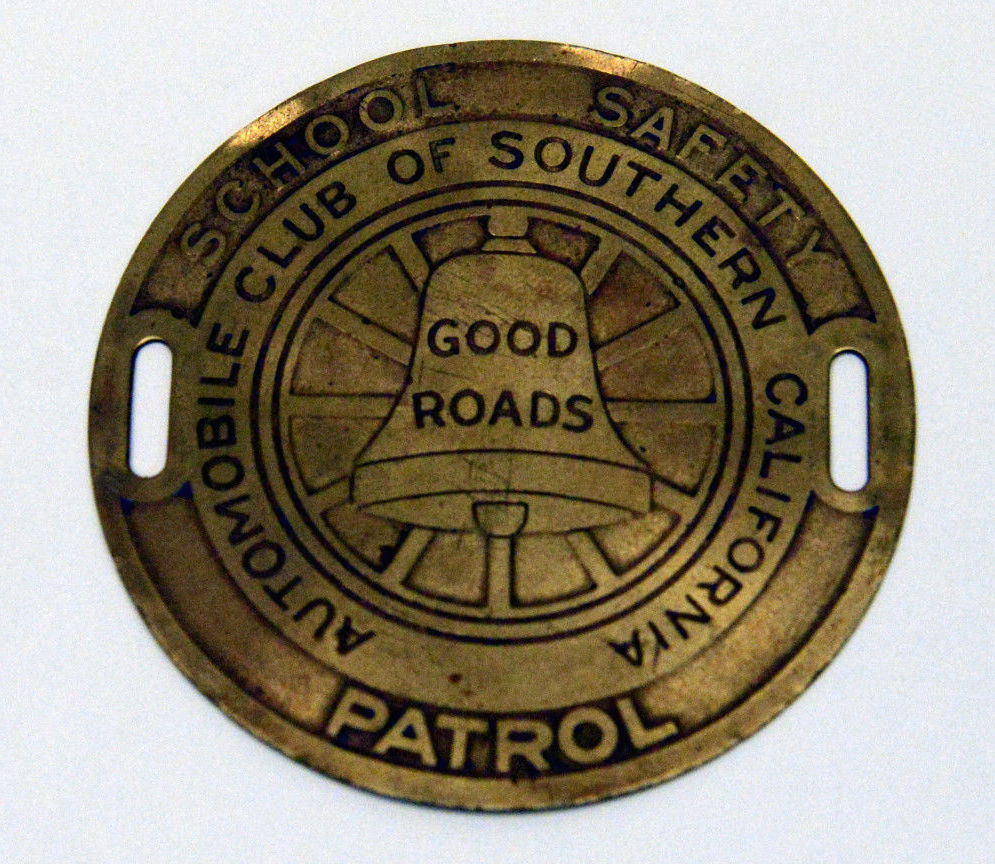 SCHOOL SAFETY
AUTOMOBILE CLUB OF SOUTHERN CALIFORNIA
GOOD
ROADS
PATROL